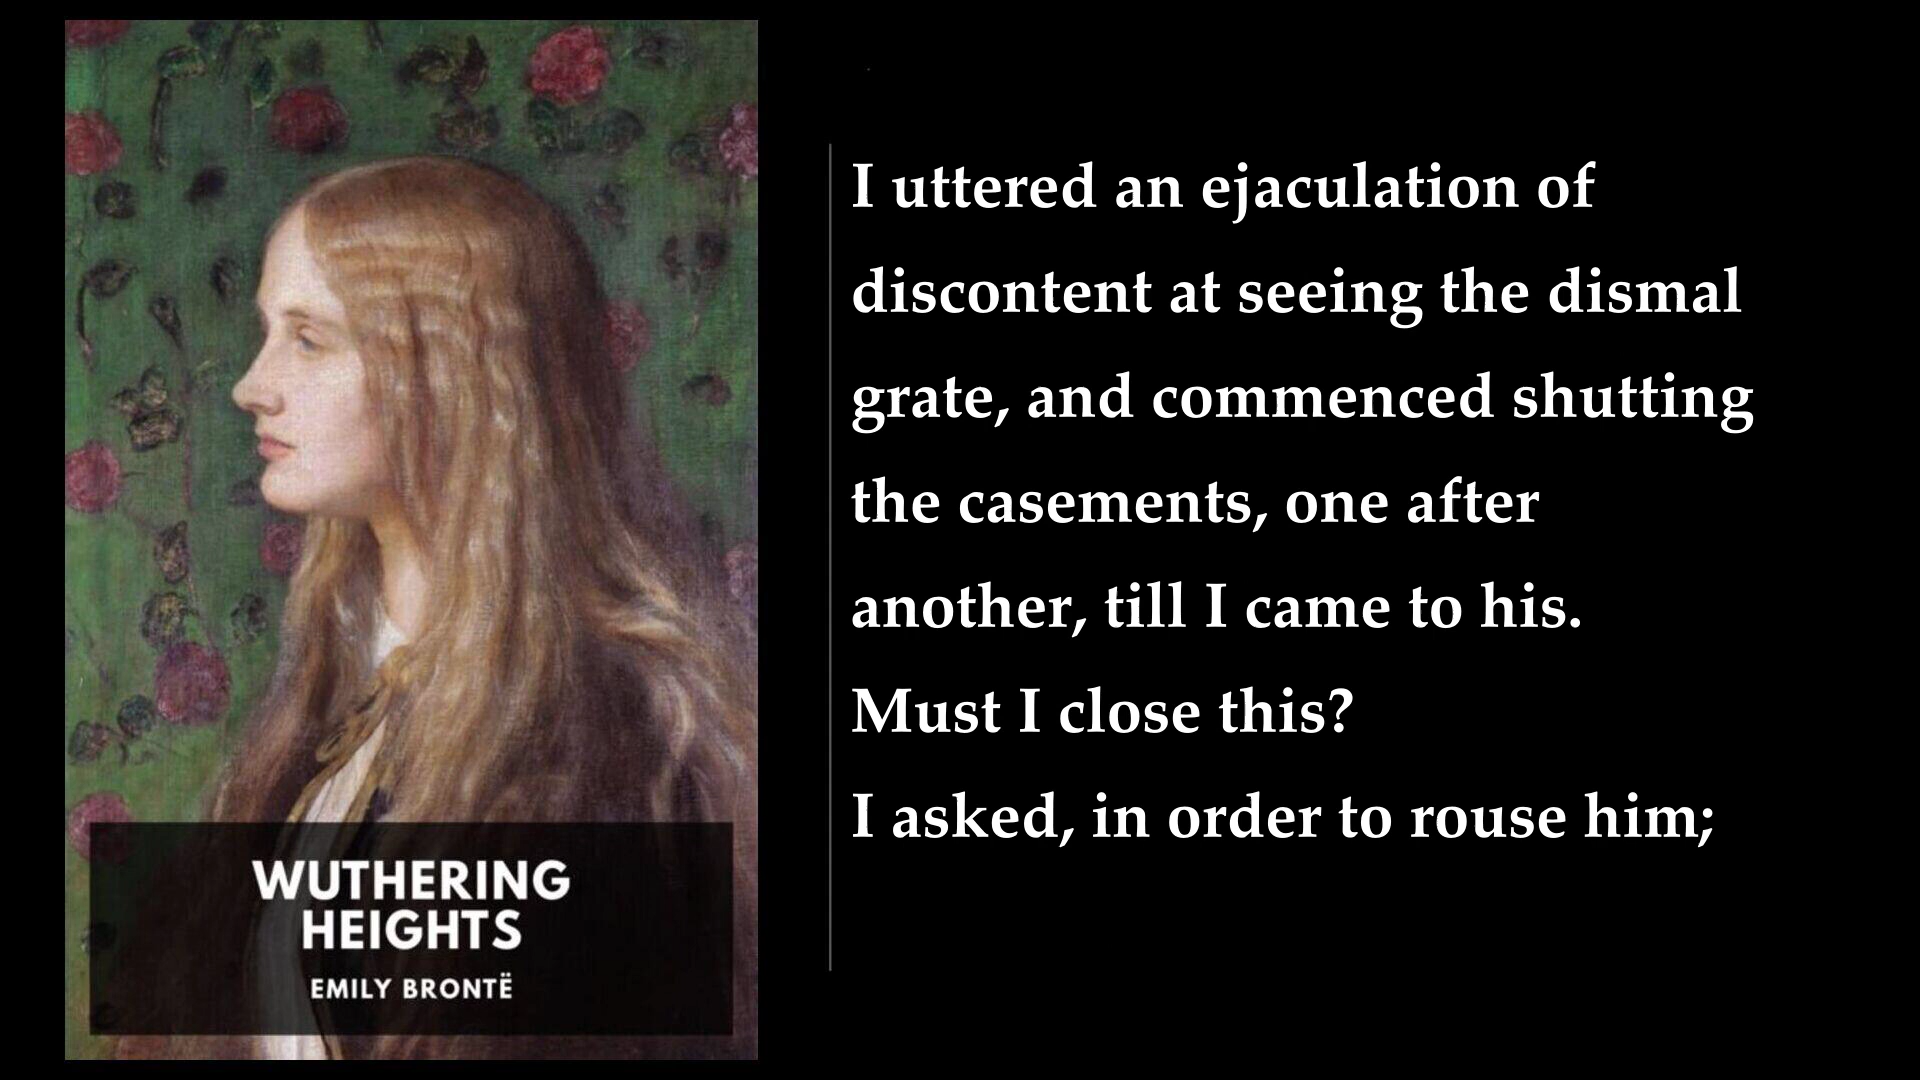 I uttered an ejaculation of
discontent at seeing the dismal
grate, and commenced shutting
the casements, one after
another, till I came to his.
Must I close this?
I asked, in order to rouse him;
WUTHERING
HEIGHTS
EMILY BRONTË